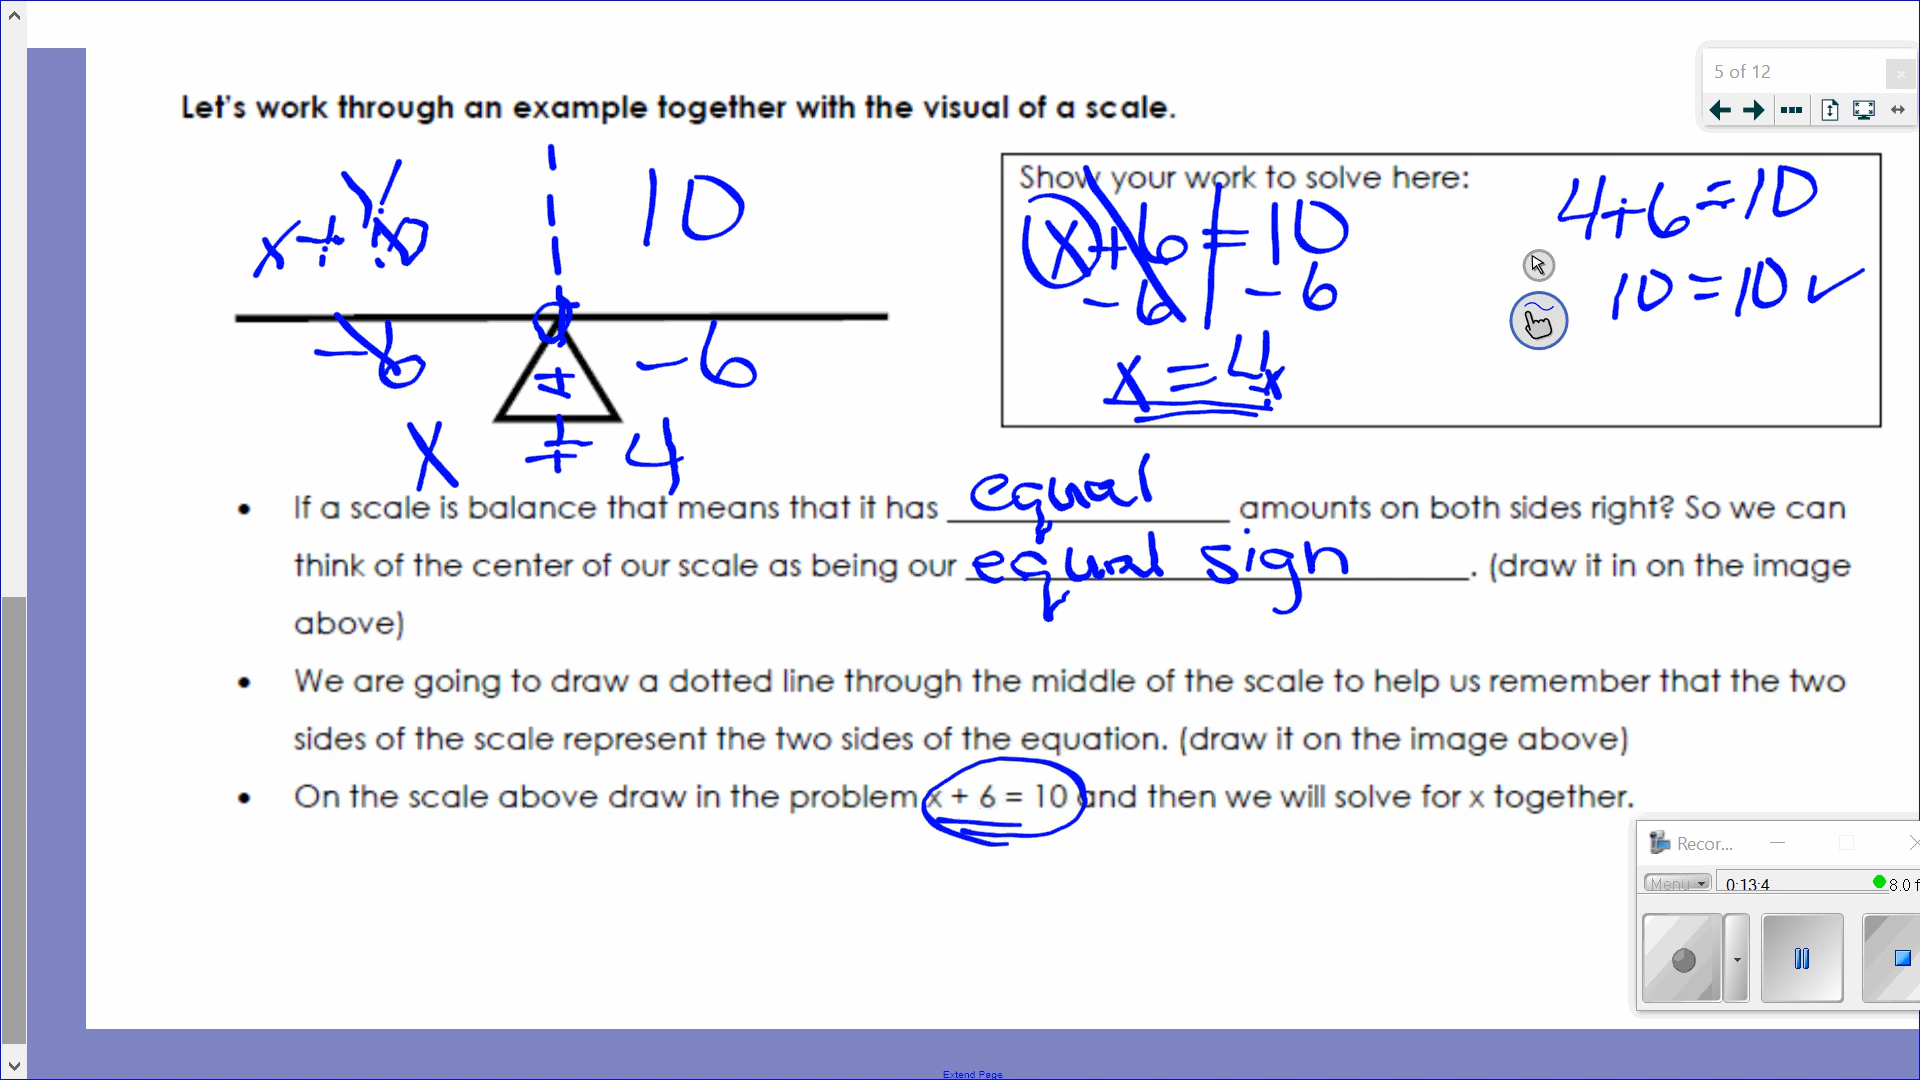 5 of 12
Let's work through an example together with the visual of a scale.
x + 6
10
- 6
- 6
x = 4
Show your work to solve here:
x + 6 = 10
- 6 - 6
x = 4
4+6=10
10=10✓
If a scale is balance that means that it has equal amounts on both sides right? So we can
think of the center of our scale as being our equal sign. (draw it in on the image
above)
We are going to draw a dotted line through the middle of the scale to help us remember that the two
sides of the scale represent the two sides of the equation. (draw it on the image above)
On the scale above draw in the problem x + 6 = 10 and then we will solve for x together.
Recor...
Menu
0:13:4
8.0 f
Extend Page